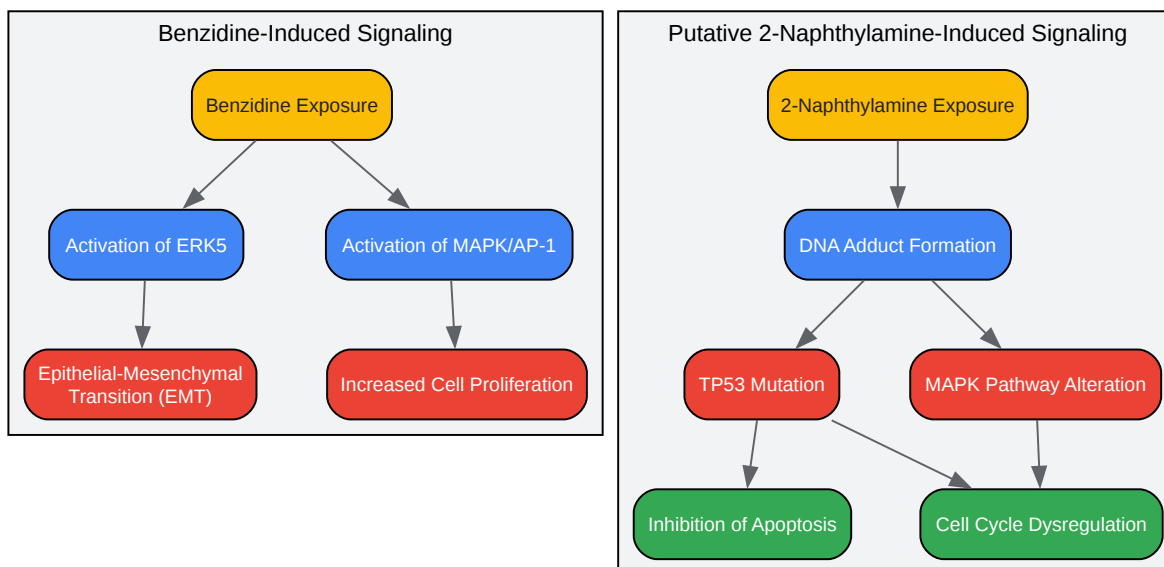 Benzidine-Induced Signaling
Benzidine Exposure
Activation of ERK5
Activation of MAPK/AP-1
Epithelial-Mesenchymal
Transition (EMT)
Increased Cell Proliferation
Putative 2-Naphthylamine-Induced Signaling
2-Naphthylamine Exposure
DNA Adduct Formation
TP53 Mutation
MAPK Pathway Alteration
Inhibition of Apoptosis
Cell Cycle Dysregulation